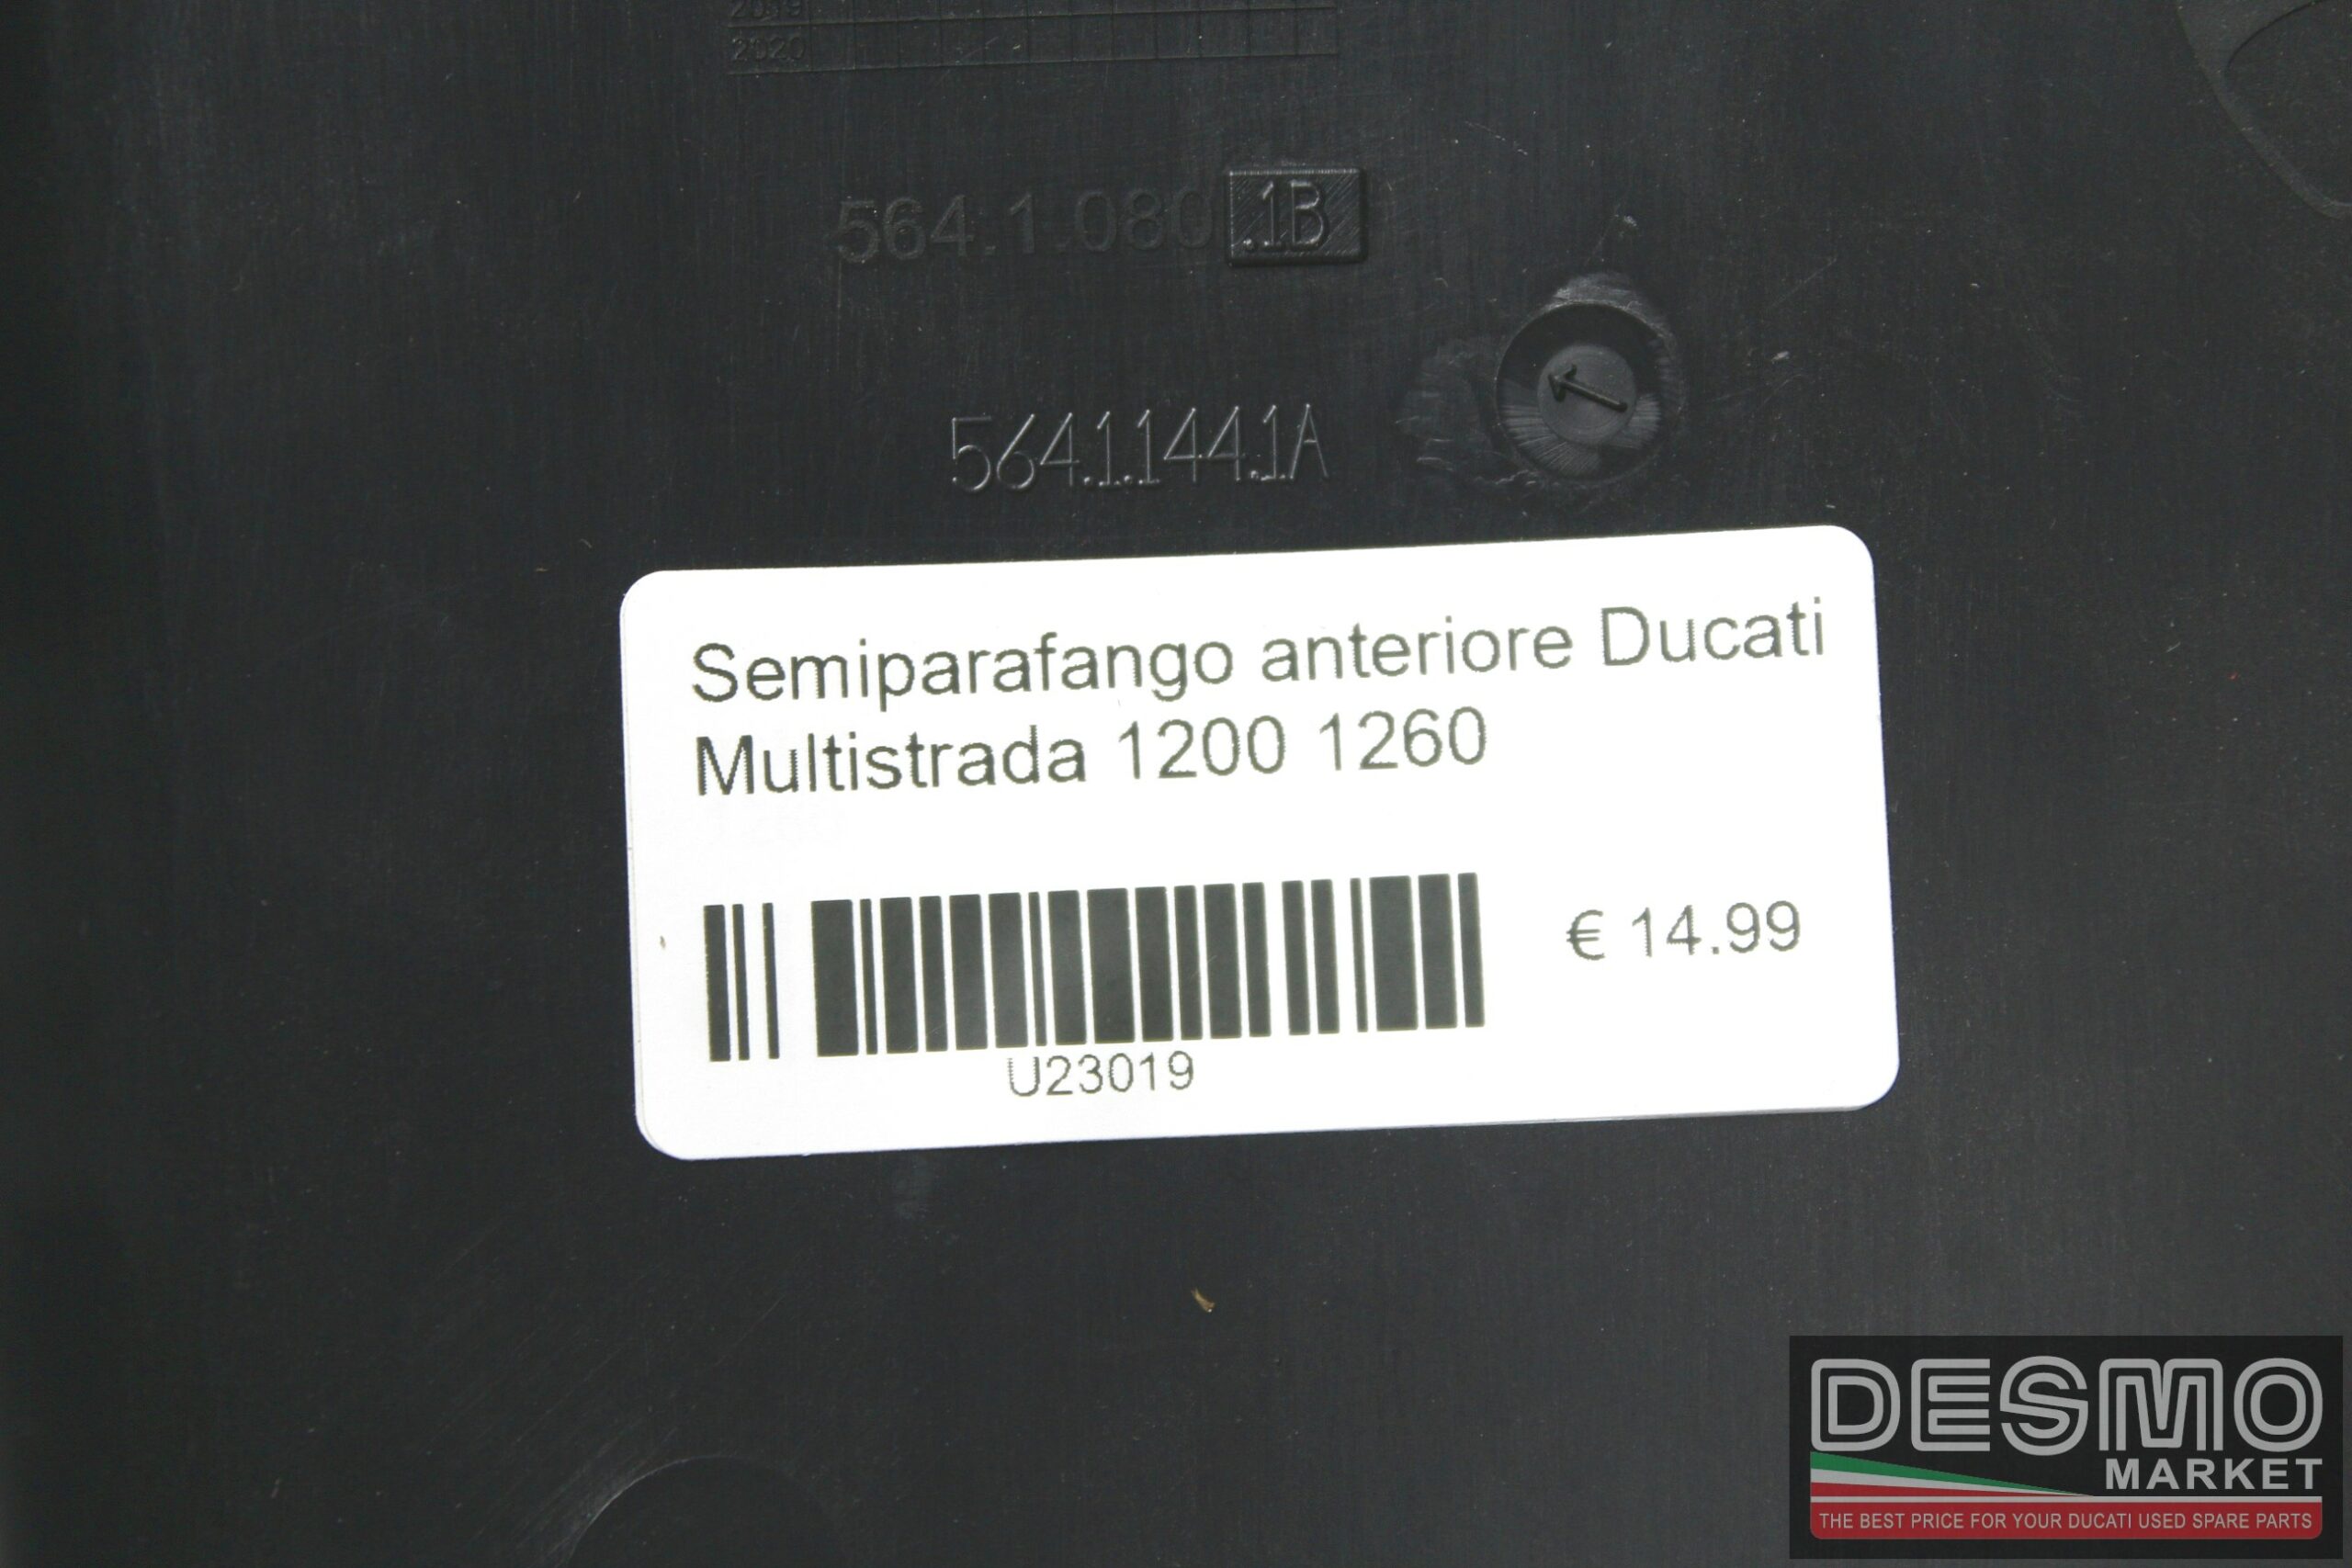 2019
2020
564.1.080 .1B
564.1.144.1A
Semiparafango anteriore Ducati
Multistrada 1200 1260
€ 14.99
U23019
DESMO
MARKET
THE BEST PRICE FOR YOUR DUCATI USED SPARE PARTS